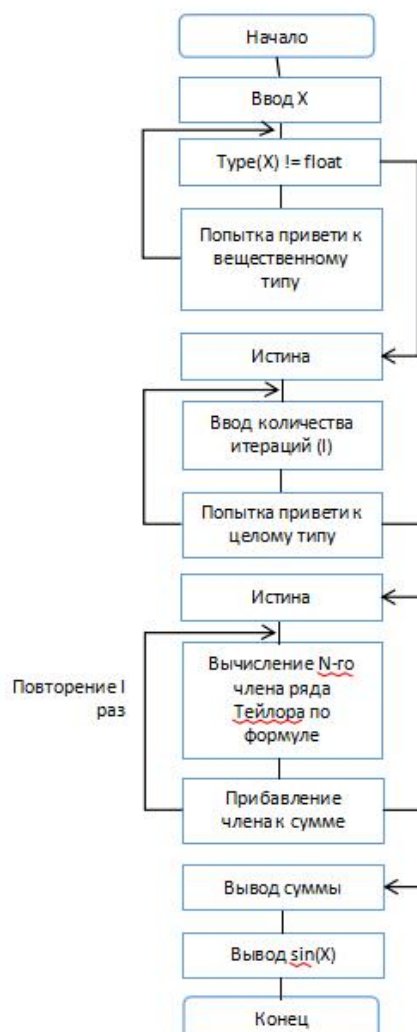 Начало
Ввод X
Type(X) != float
Попытка привети к
вещественному
типу
Истина
Ввод количества
итераций (I)
Попытка привети к
целому типу
Истина
Повторение I
раз
Вычисление N-го
члена ряда
Тейлора по
формуле
Прибавление
члена к сумме
Вывод суммы
Вывод sin(X)
Конец